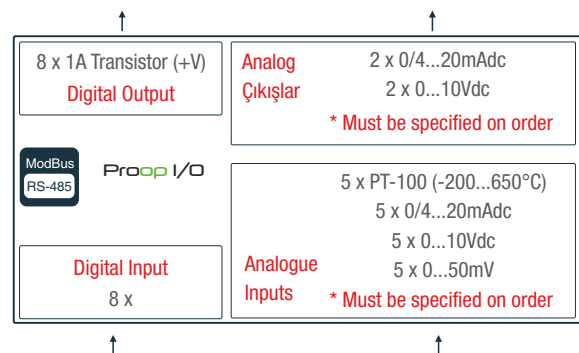 8 x 1A Transistor (+V)
Digital Output
Analog
Çıkışlar
2 x 0/4...20mAdc
2 x 0...10Vdc
* Must be specified on order
ModBus
RS-485
Proop I/O
Digital Input
8 x
Analogue
Inputs
5 x PT-100 (-200...650°C)
5 x 0/4...20mAdc
5 x 0...10Vdc
5 x 0...50mV
* Must be specified on order